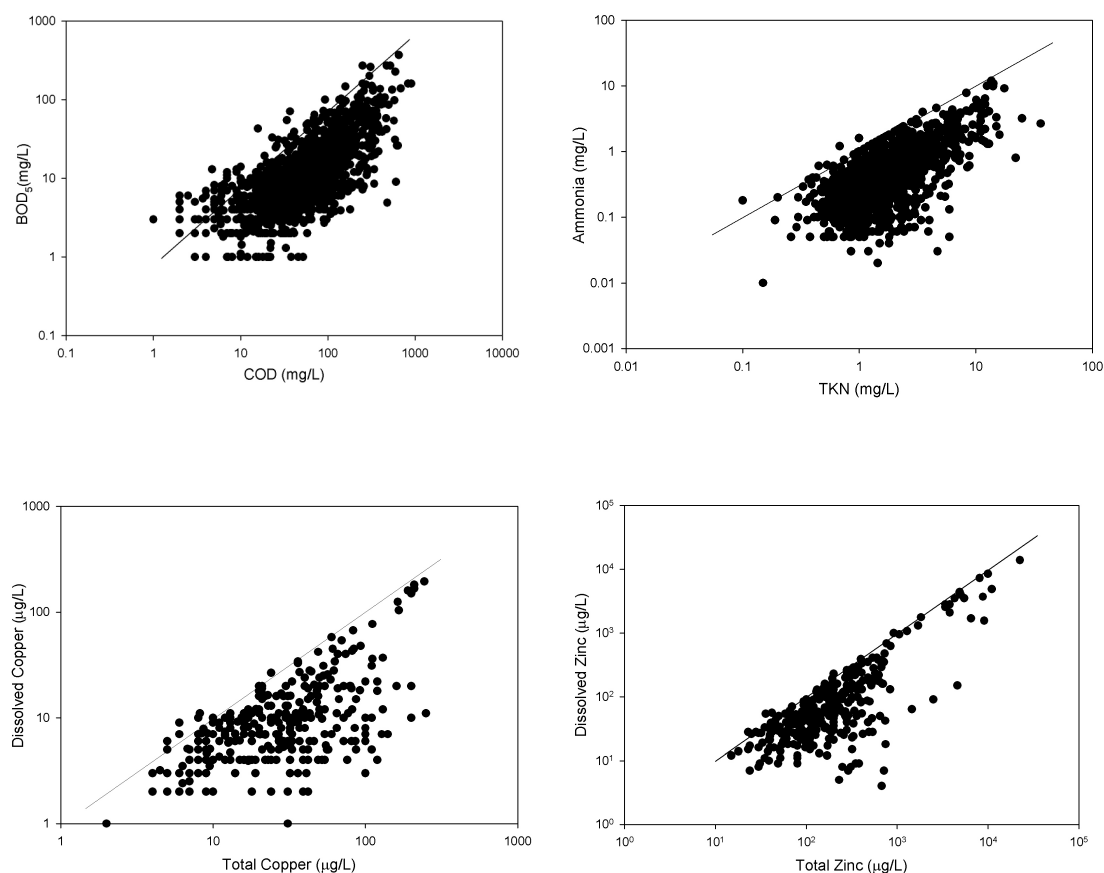 1000
100
10
1
0.1
BOD5(mg/L)
0.1 1 10 100 1000 10000
COD (mg/L)
100
10
1
0.1
0.01
0.001
Ammonia (mg/L)
0.01 0.1 1 10 100
TKN (mg/L)
1000
100
10
1
Dissolved Copper (μg/L)
1 10 100 1000
Total Copper (μg/L)
10⁵
10⁴
10³
10²
10¹
10⁰
Dissolved Zinc (μg/L)
10⁰ 10¹ 10² 10³ 10⁴ 10⁵
Total Zinc (μg/L)